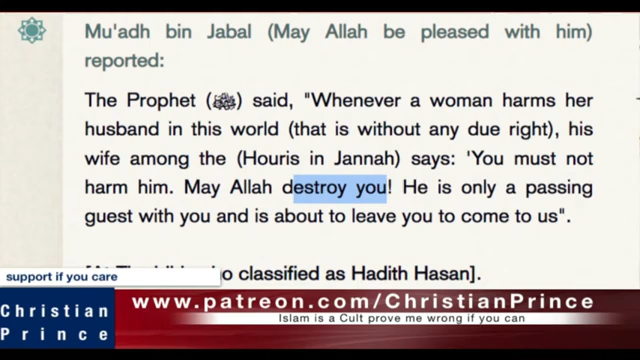 Mu'adh bin Jabal (May Allah be pleased with him)
reported:
The Prophet (ﷺ) said, "Whenever a woman harms her
husband in this world (that is without any due right), his
wife among the (Houris in Jannah) says: 'You must not
harm him. May Allah destroy you! He is only a passing
guest with you and is about to leave you to come to us".
classified as Hadith Hasan].
support if you care
Christian
Prince
www.patreon.com/ChristianPrince
Islam is a Cult prove me wrong if you can